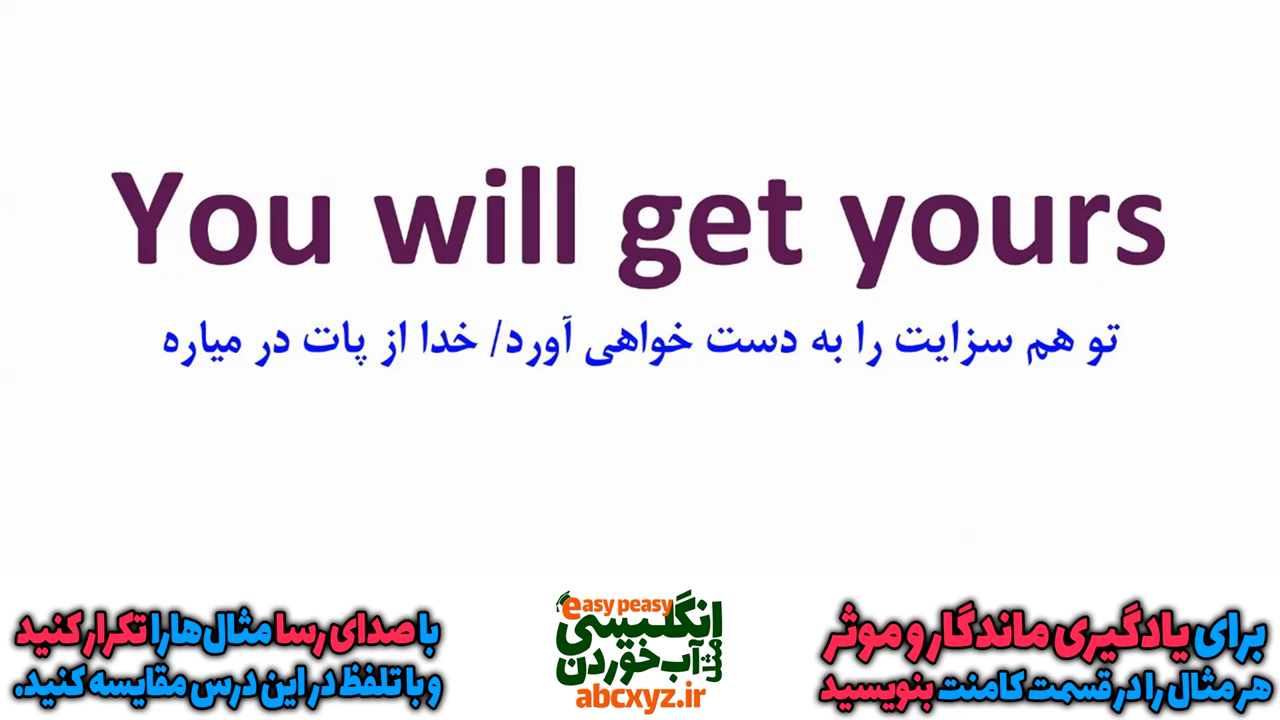 You will get yours
تو هم سزایت را به دست خواهی آورد/ خدا از پات در میاره
برای یادگیری ماندگار و موثر
هر مثال را در قسمت کامنت بنویسید
easy peasy
انگلیسی
مثل آب خوردن
abcxyz.ir
با صدای رسا مثال‌ها را تکرار کنید
و با تلفظ در این درس مقایسه کنید.